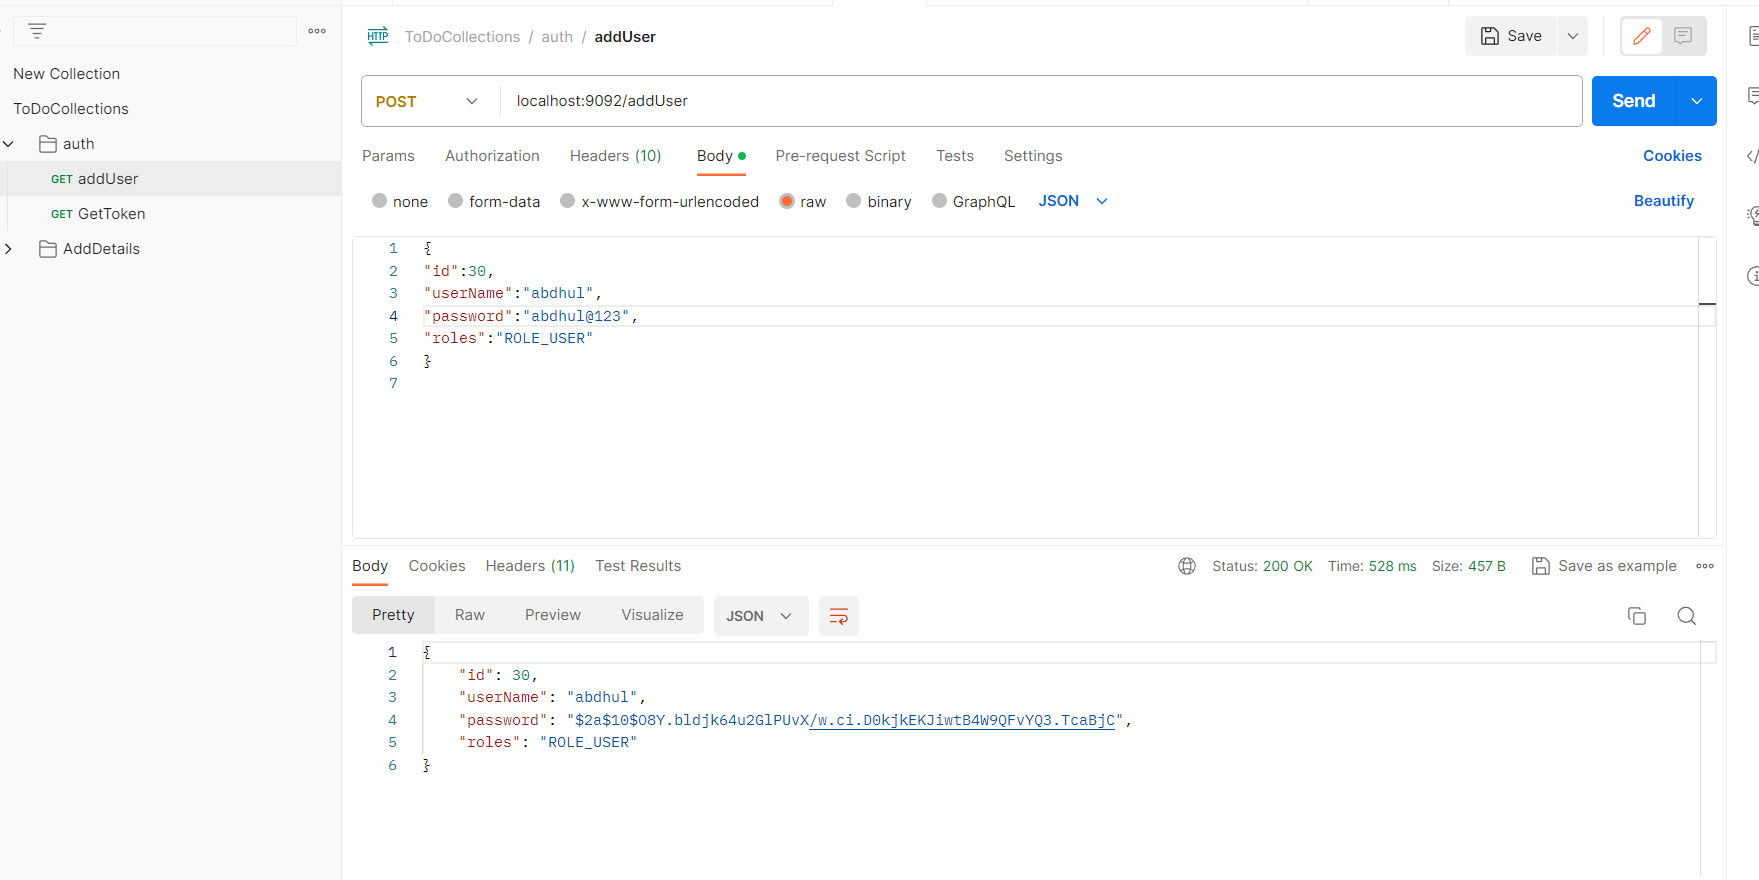 New Collection
ToDoCollections
auth
GET addUser
GET GetToken
AddDetails
HTTP ToDoCollections / auth / addUser
Save
POST localhost:9092/addUser
Send
Params Authorization Headers (10) Body Pre-request Script Tests Settings Cookies
none form-data x-www-form-urlencoded raw binary GraphQL JSON Beautify
1 {
2 "id":30,
3 "userName":"abdhul",
4 "password":"abdhul@123",
5 "roles":"ROLE_USER"
6 }
7
Body Cookies Headers (11) Test Results Status: 200 OK Time: 528 ms Size: 457 B Save as example
Pretty Raw Preview Visualize JSON
1 {
2 "id": 30,
3 "userName": "abdhul",
4 "password": "$2a$10$O8Y.bldjk64u2GlPUvX/w.ci.D0kjkEKJiwtB4W9QFvYQ3.TcaBjC",
5 "roles": "ROLE_USER"
6 }